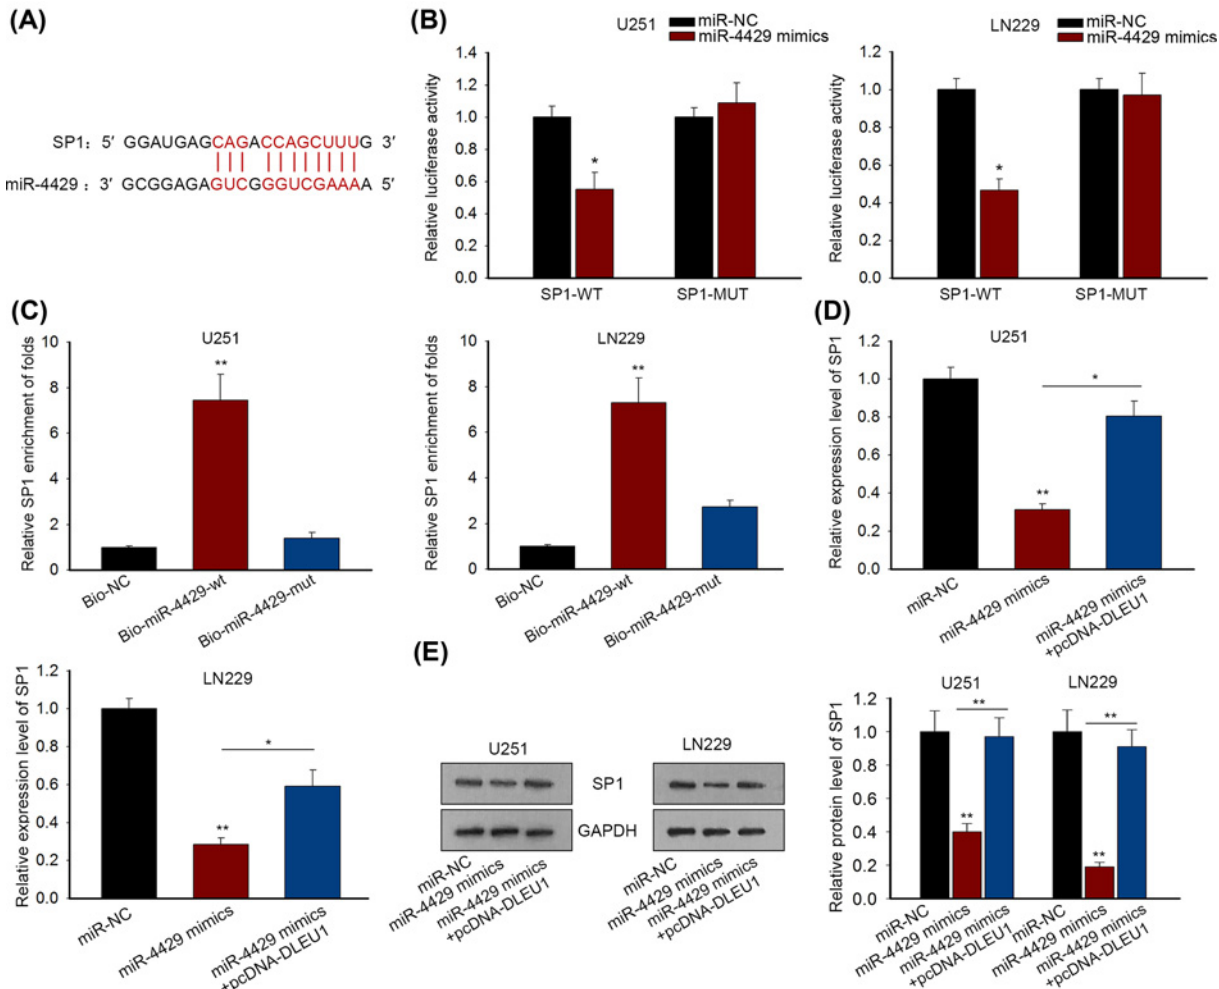 (A)
SP1: 5′ GGAUGAGCAGACCAGCUUUG 3′
miR-4429 : 3′ GCGGAGAGUCGGGUCGAAAA 5′
(B)
U251
miR-NC
miR-4429 mimics
Relative luciferase activity
1.4
1.2
1.0
0.8
0.6
0.4
0.2
0.0
*
SP1-WT
SP1-MUT
LN229
miR-NC
miR-4429 mimics
Relative luciferase activity
1.2
1.0
0.8
0.6
0.4
0.2
0.0
*
SP1-WT
SP1-MUT
(C)
U251
Relative SP1 enrichment of folds
10
8
6
4
2
0
**
Bio-NC
Bio-miR-4429-wt
Bio-miR-4429-mut
LN229
Relative SP1 enrichment of folds
10
8
6
4
2
0
**
Bio-NC
Bio-miR-4429-wt
Bio-miR-4429-mut
(D)
U251
Relative expression level of SP1
1.2
1.0
0.8
0.6
0.4
0.2
0.0
**
*
miR-NC
miR-4429 mimics
miR-4429 mimics
+pcDNA-DLEU1
LN229
Relative expression level of SP1
1.2
1.0
0.8
0.6
0.4
0.2
0.0
**
*
miR-NC
miR-4429 mimics
miR-4429 mimics
+pcDNA-DLEU1
(E)
U251
LN229
SP1
GAPDH
miR-NC
miR-4429 mimics
miR-4429 mimics
+pcDNA-DLEU1
miR-NC
miR-4429 mimics
miR-4429 mimics
+pcDNA-DLEU1
U251
LN229
Relative protein level of SP1
1.2
1.0
0.8
0.6
0.4
0.2
0.0
**
**
**
**
miR-NC
miR-4429 mimics
miR-4429 mimics
+pcDNA-DLEU1
miR-NC
miR-4429 mimics
miR-4429 mimics
+pcDNA-DLEU1